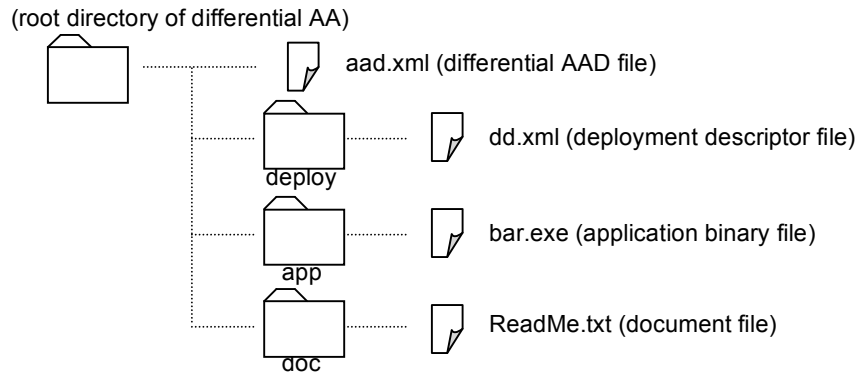 (root directory of differential AA)
aad.xml (differential AAD file)
dd.xml (deployment descriptor file)
deploy
bar.exe (application binary file)
app
ReadMe.txt (document file)
doc